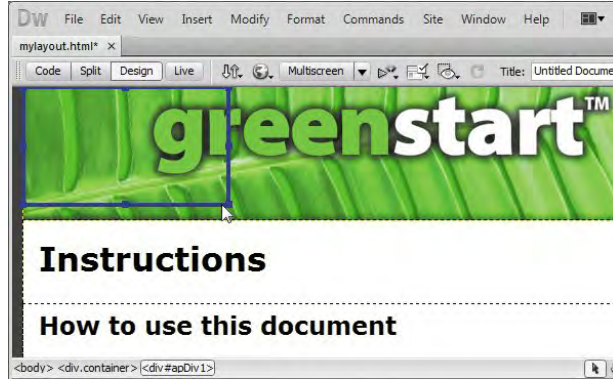 Dw File Edit View Insert Modify Format Commands Site Window Help
mylayout.html* ×
Code Split Design Live Multiscreen Title: Untitled Docume
greenstart™
Instructions
How to use this document
<body> <div.container> <div#apDiv1>